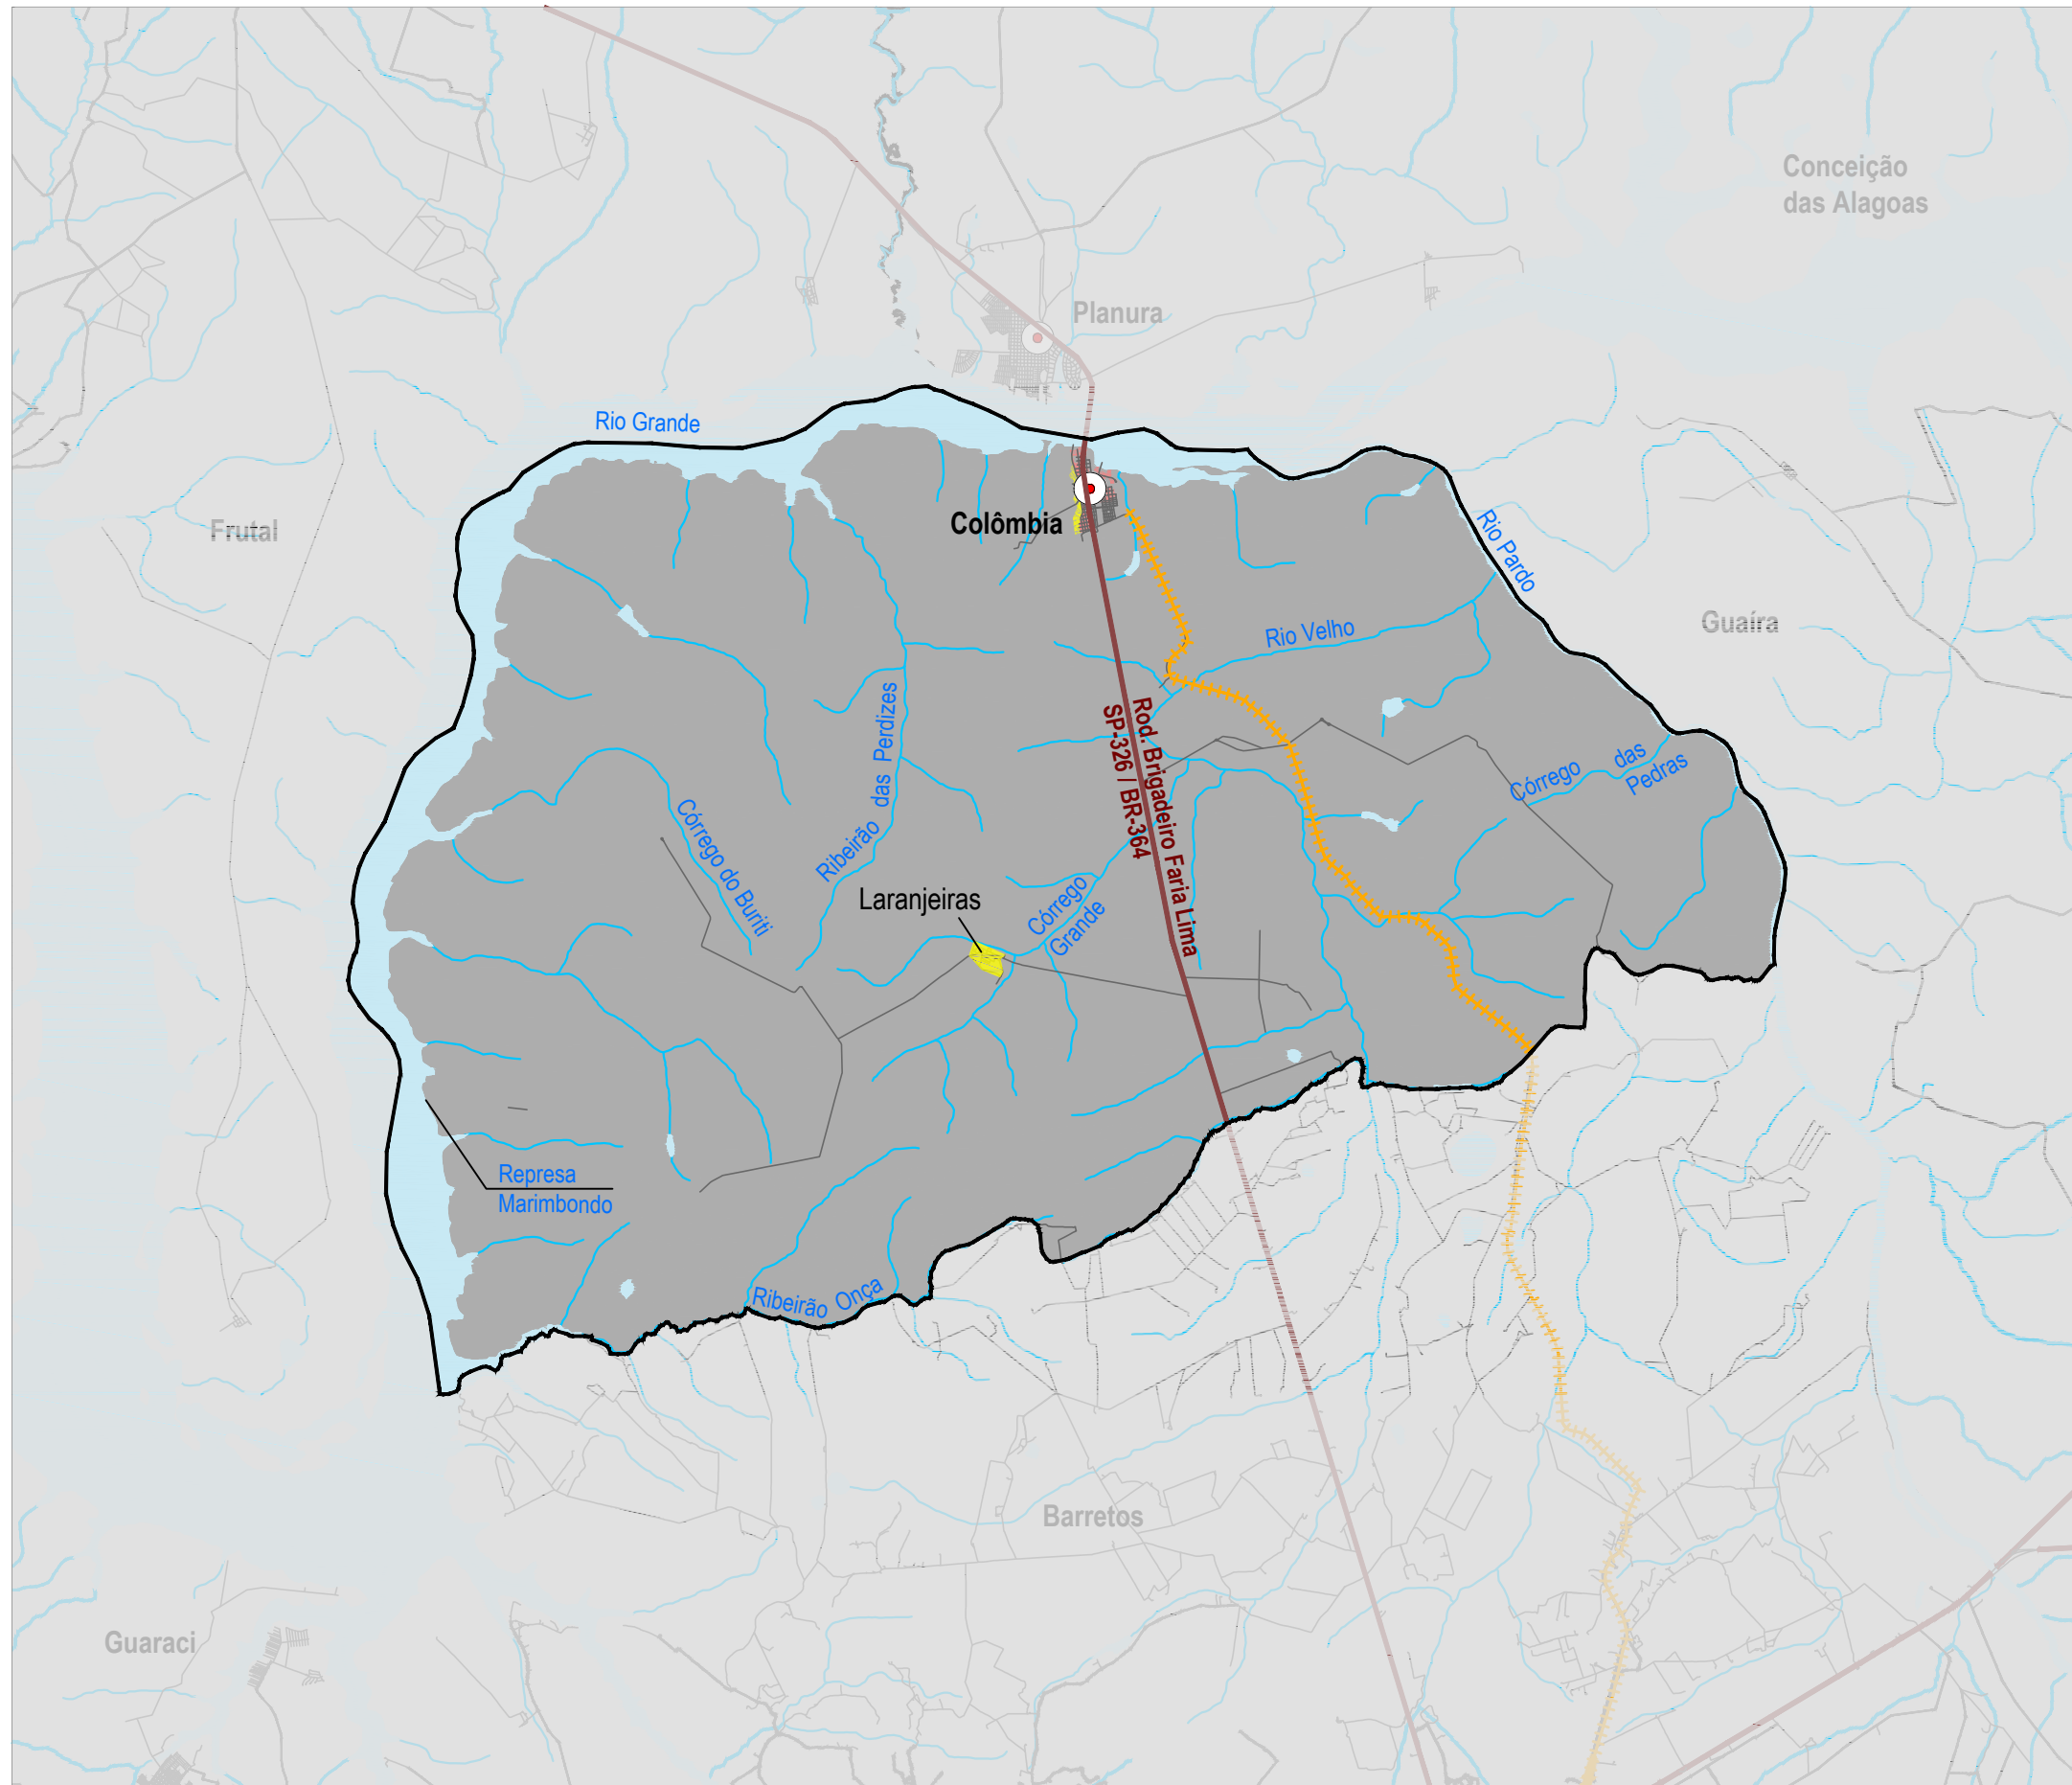 Conceição
das Alagoas
Planura
Rio Grande
Frutal
Colômbia
Rio Pardo
Guaíra
Rio Velho
Ribeirão das Perdizes
Rod. Brigadeiro Faria Lima
SP-326 / BR-364
Córrego das
Pedras
Córrego do Buriti
Laranjeiras
Córrego
Grande
Represa
Marimbondo
Ribeirão Onça
Barretos
Guaraci